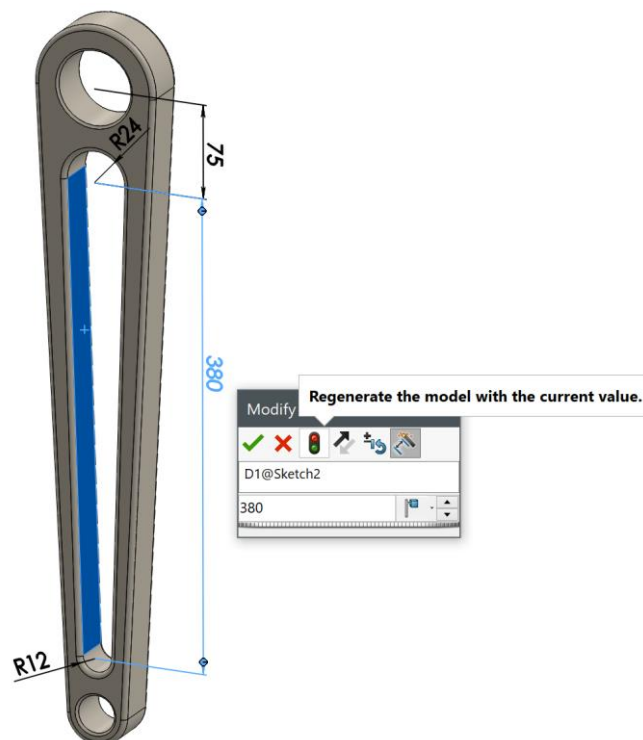 R24
75
380
Regenerate the model with the current value.
Modify
D1@Sketch2
380
R12